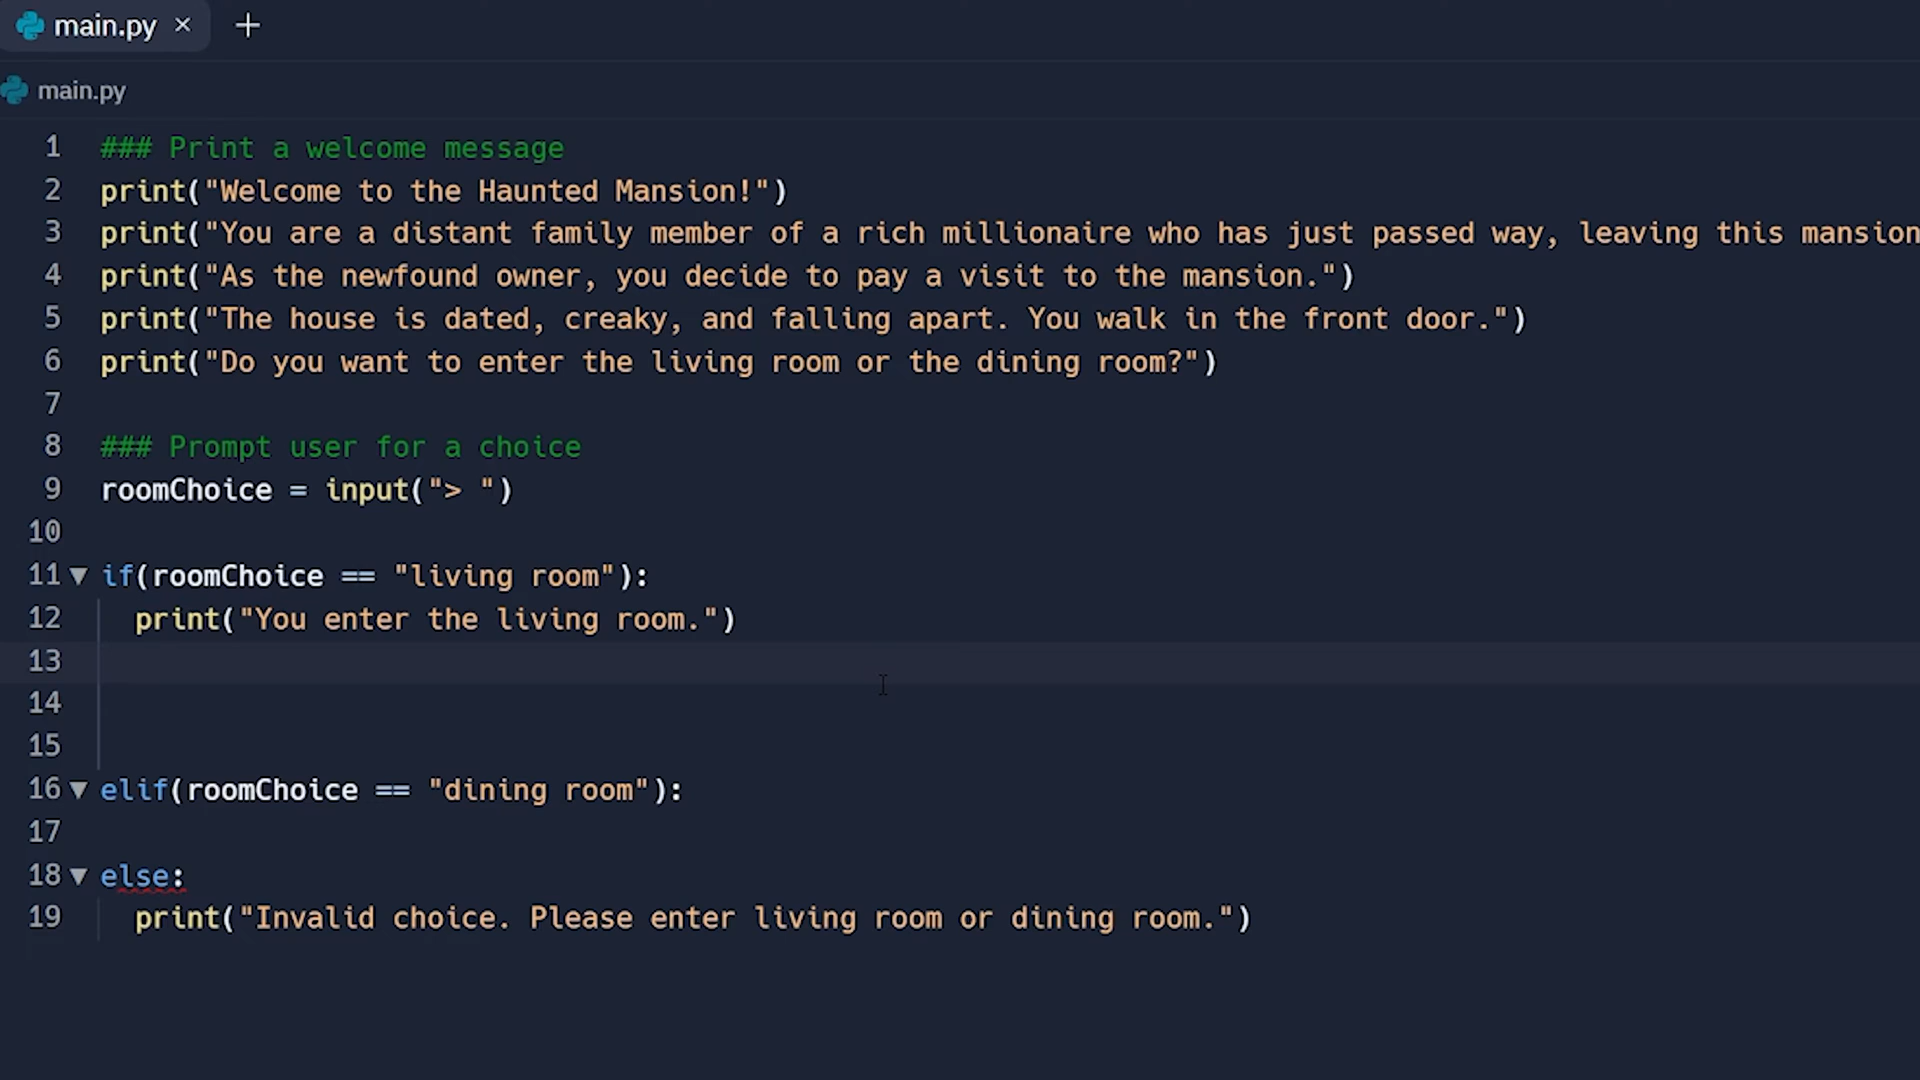 main.py × +
main.py
1 ### Print a welcome message
2 print("Welcome to the Haunted Mansion!")
3 print("You are a distant family member of a rich millionaire who has just passed way, leaving this mansion
4 print("As the newfound owner, you decide to pay a visit to the mansion.")
5 print("The house is dated, creaky, and falling apart. You walk in the front door.")
6 print("Do you want to enter the living room or the dining room?")
7
8 ### Prompt user for a choice
9 roomChoice = input("> ")
10
11 if(roomChoice == "living room"):
12   print("You enter the living room.")
13
14
15
16 elif(roomChoice == "dining room"):
17
18 else:
19   print("Invalid choice. Please enter living room or dining room.")